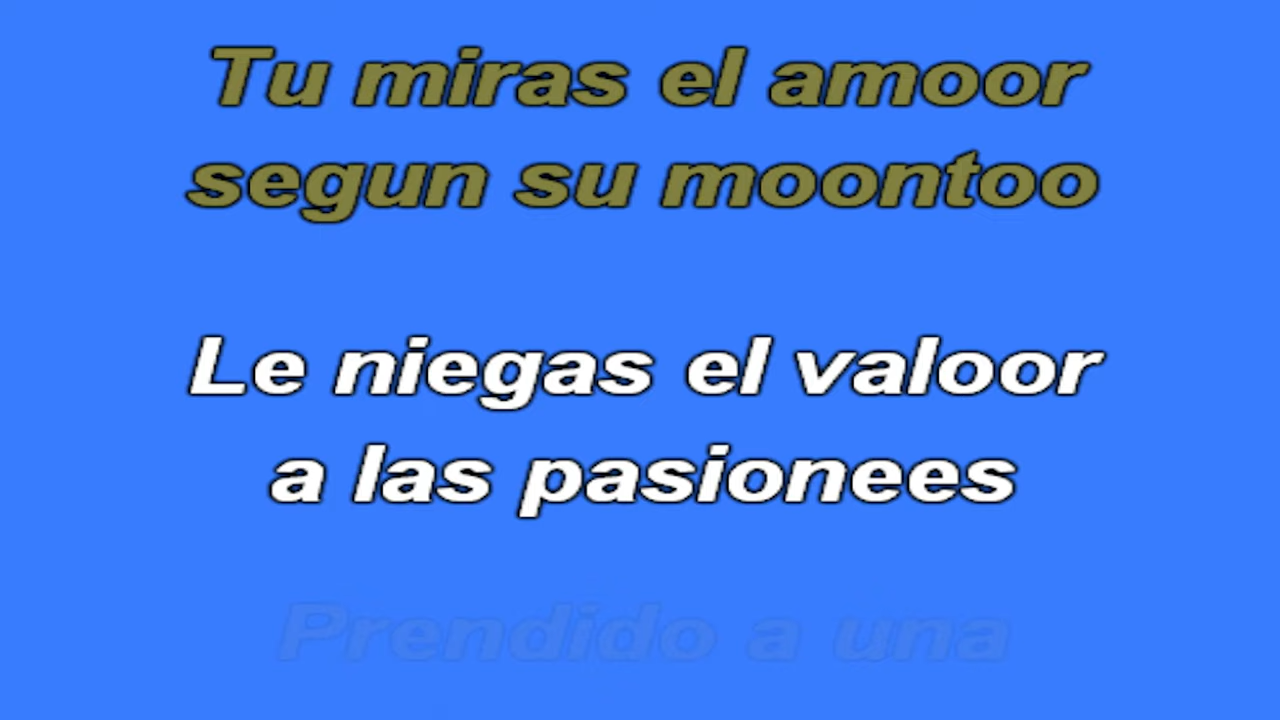 Tu miras el amoor
segun su moontoo
Le niegas el valoor
a las pasionees
Prendido a una